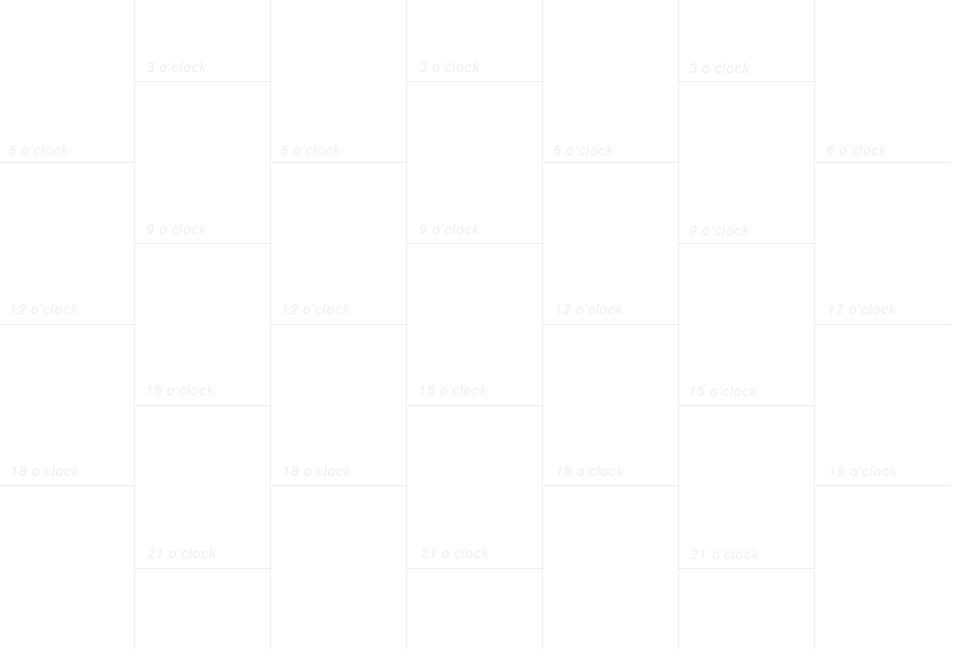 3 o'clock 3 o'clock 3 o'clock
6 o'clock 6 o'clock 6 o'clock 6 o'clock
9 o'clock 9 o'clock 9 o'clock
12 o'clock 12 o'clock 12 o'clock 12 o'clock
15 o'clock 15 o'clock 15 o'clock
18 o'clock 18 o'clock 18 o'clock 18 o'clock
21 o'clock 21 o'clock 21 o'clock